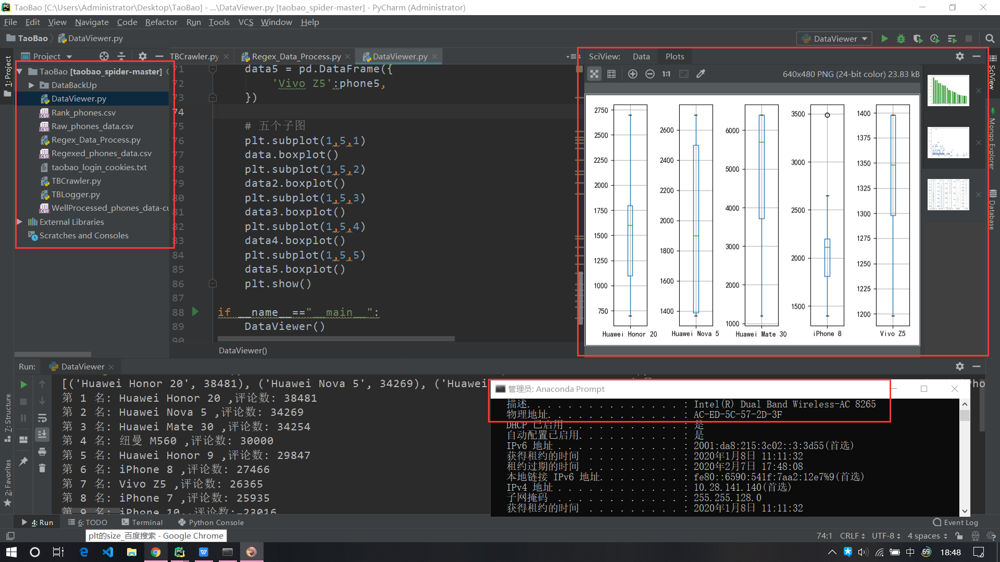 TaoBao [C:\Users\Administrator\Desktop\TaoBao] - ...\DataViewer.py [taobao_spider-master] - PyCharm (Administrator)
File Edit View Navigate Code Refactor Run Tools VCS Window Help
TaoBao DataViewer.py
DataViewer
Project
TBCrawler.py
Regex_Data_Process.py
DataViewer.py
4
1: Project
TaoBao [taobao_spider-master]
DataBackUp
DataViewer.py
Rank_phones.csv
Raw_phones_data.csv
Regex_Data_Process.py
Regexed_phones_data.csv
taobao_login_cookies.txt
TBCrawler.py
TBLogger.py
WellProcessed_phones_data-cu
External Libraries
Scratches and Consoles
71 data5 = pd.DataFrame({
72 'Vivo Z5':phone5,
73 })
74
75 # 五个子图
76 plt.subplot(1,5,1)
77 data.boxplot()
78 plt.subplot(1,5,2)
79 data2.boxplot()
80 plt.subplot(1,5,3)
81 data3.boxplot()
82 plt.subplot(1,5,4)
83 data4.boxplot()
84 plt.subplot(1,5,5)
85 data5.boxplot()
86 plt.show()
87
88 if __name__=="__main__":
89 DataViewer()
90
DataViewer()
SciView: Data Plots
1:1
640x480 PNG (24-bit color) 23.83 kB
2750
2500
2250
2000
1750
1500
1250
1000
750
Huawei Honor 20
2600
2400
2200
2000
1800
1600
1400
Huawei Nova 5
6000
5000
4000
3000
2000
1000
Huawei Mate 30
3500
3000
2500
2000
1500
iPhone 8
1400
1375
1350
1325
1300
1275
1250
1225
1200
Vivo Z5
SciView
Mongo Explorer
Database
Run: DataViewer
[('Huawei Honor 20', 38481), ('Huawei Nova 5', 34269), ('Huawei
第 1 名: Huawei Honor 20 ,评论数: 38481
第 2 名: Huawei Nova 5 ,评论数: 34269
第 3 名: Huawei Mate 30 ,评论数: 34254
第 4 名: 纽曼 M560 ,评论数: 30000
第 5 名: Huawei Honor 9 ,评论数: 29847
第 6 名: iPhone 8 ,评论数: 27466
第 7 名: Vivo Z5 ,评论数: 26365
第 8 名: iPhone 7 ,评论数: 25935
第 9 名: iPhone 10 ,评论数: 23016
管理员: Anaconda Prompt
描述. . . . . . . . . . . . . . . : Intel(R) Dual Band Wireless-AC 8265
物理地址. . . . . . . . . . . . . : AC-ED-5C-57-2D-3F
DHCP 已启用 . . . . . . . . . . . : 是
自动配置已启用. . . . . . . . . . : 是
IPv6 地址 . . . . . . . . . . . . : 2001:da8:215:3c02::3:3d55(首选)
获得租约的时间 . . . . . . . . . : 2020年1月8日 11:11:32
租约过期的时间 . . . . . . . . . : 2020年2月7日 17:48:08
本地链接 IPv6 地址. . . . . . . . : fe80::6590:541f:7aa2:12e7%9(首选)
IPv4 地址 . . . . . . . . . . . . : 10.28.141.140(首选)
子网掩码 . . . . . . . . . . . . : 255.255.128.0
获得租约的时间 . . . . . . . . . : 2020年1月8日 11:11:32
Z: Structure
2: Favorites
4: Run 6: TODO Terminal Python Console
Event Log
plt的size_百度搜索 - Google Chrome
74:1 CRLF UTF-8 4 spaces
中 69 18:48